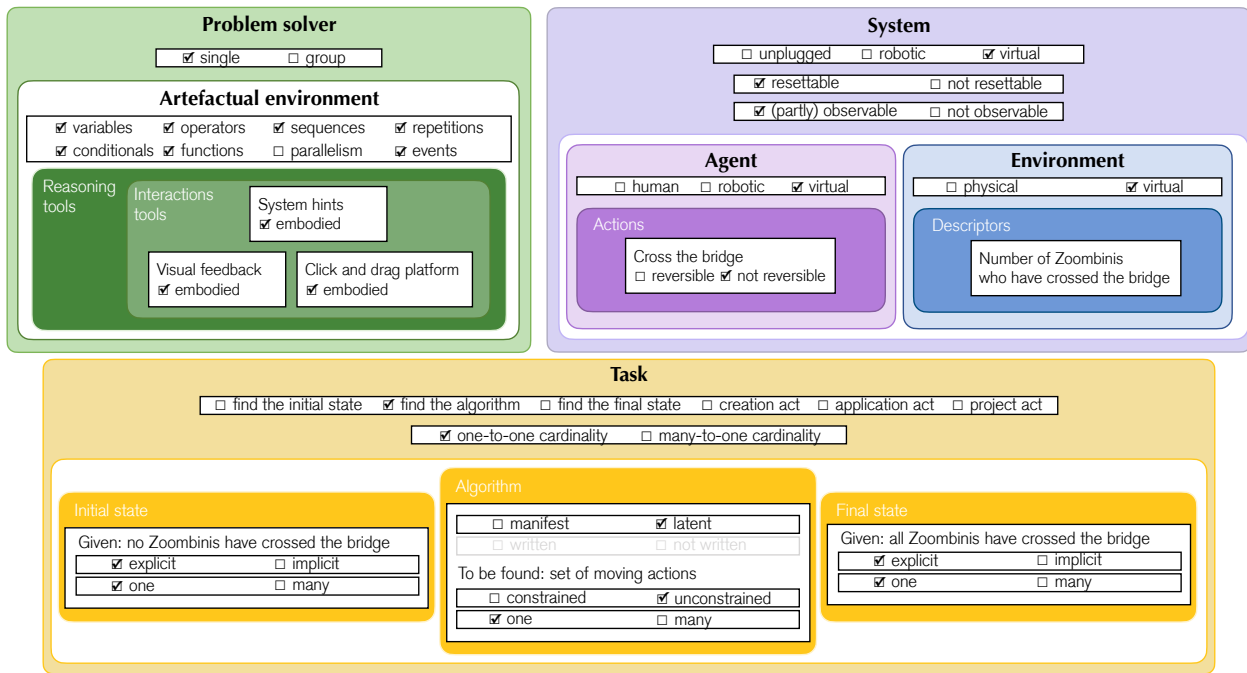 Problem solver
☑ single ☐ group
Artefactual environment
☑ variables ☑ operators ☑ sequences ☑ repetitions
☑ conditionals ☑ functions ☐ parallelism ☑ events
Reasoning
tools
Interactions
tools
System hints
☑ embodied
Visual feedback
☑ embodied
Click and drag platform
☑ embodied
System
☐ unplugged ☐ robotic ☑ virtual
☑ resettable ☐ not resettable
☑ (partly) observable ☐ not observable
Agent
☐ human ☐ robotic ☑ virtual
Actions
Cross the bridge
☐ reversible ☑ not reversible
Environment
☐ physical ☑ virtual
Descriptors
Number of Zoombinis
who have crossed the bridge
Task
☐ find the initial state ☑ find the algorithm ☐ find the final state ☐ creation act ☐ application act ☐ project act
☑ one-to-one cardinality ☐ many-to-one cardinality
Initial state
Given: no Zoombinis have crossed the bridge
☑ explicit ☐ implicit
☑ one ☐ many
Algorithm
☐ manifest ☑ latent
☐ written ☐ not written
To be found: set of moving actions
☐ constrained ☑ unconstrained
☑ one ☐ many
Final state
Given: all Zoombinis have crossed the bridge
☑ explicit ☐ implicit
☑ one ☐ many